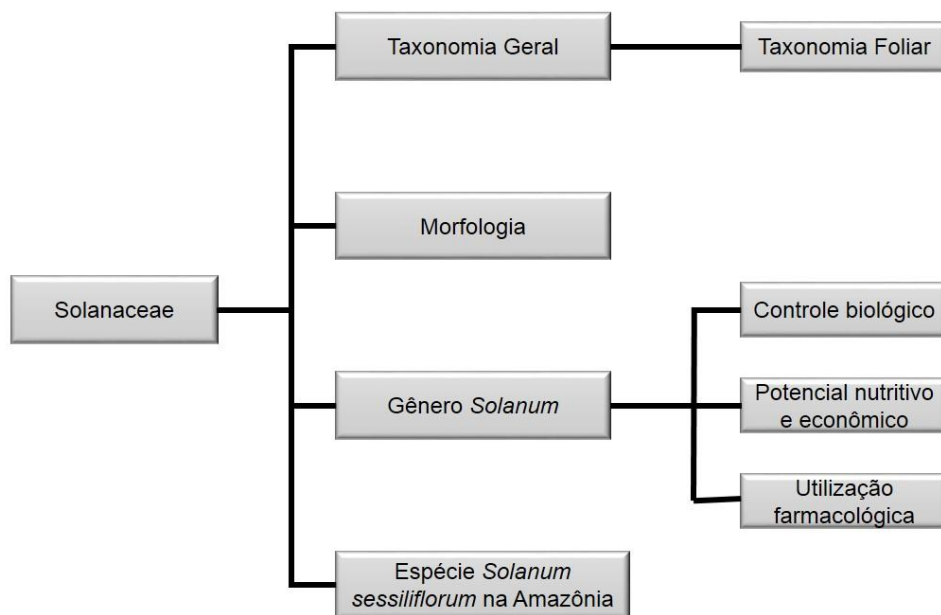 Taxonomia Geral
Taxonomia Foliar
Morfologia
Solanaceae
Controle biológico
Gênero Solanum
Potencial nutritivo
e econômico
Utilização
farmacológica
Espécie Solanum
sessiliflorum na Amazônia